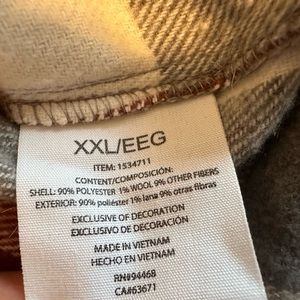 XXL/EEG
ITEM: 1534711
CONTENT/COMPOSICIÓN:
SHELL: 90% POLYESTER 1% WOOL 9% OTHER FIBERS
EXTERIOR: 90% poliéster 1% lana 9% otras fibras
EXCLUSIVE OF DECORATION
EXCLUSIVO DE DECORACIÓN
MADE IN VIETNAM
HECHO EN VIETNAM
RN#94468
CA#63671